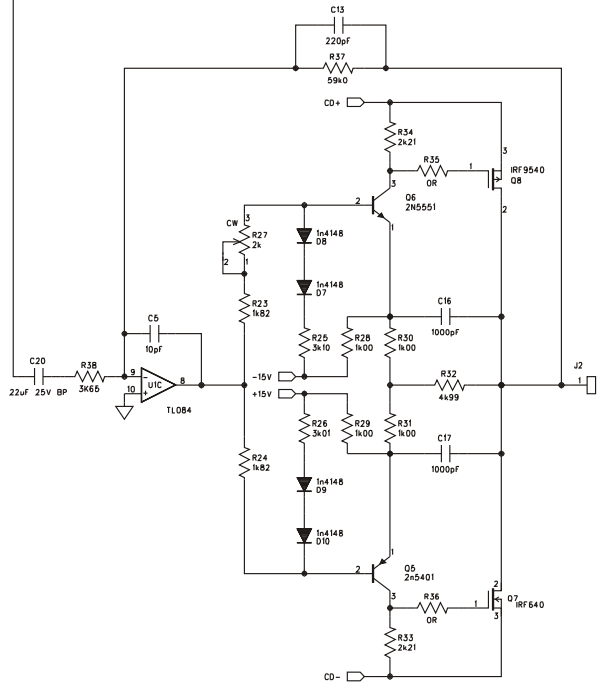 C13
220pF
R37
59k0
CD+
R34
2k21
3
R35
0R
1
IRF9540
Q8
3
2
Q6
2N5551
2
1
CW
3
R27
2k
2
1
1n4148
D8
1n4148
D7
R23
1k82
C16
1000pF
C5
10pF
R25
3k10
R28
1k00
R30
1k00
C20
22uF 25V BP
R38
3K65
9
-
10
+
U1C
8
TL084
-15V
+15V
R32
4k99
J2
1
R26
3k01
R29
1k00
R31
1k00
C17
1000pF
R24
1k82
1n4148
D9
1n4148
D10
1
2
Q5
2n5401
3
R36
0R
1
2
Q7
IRF640
3
R33
2k21
CD-